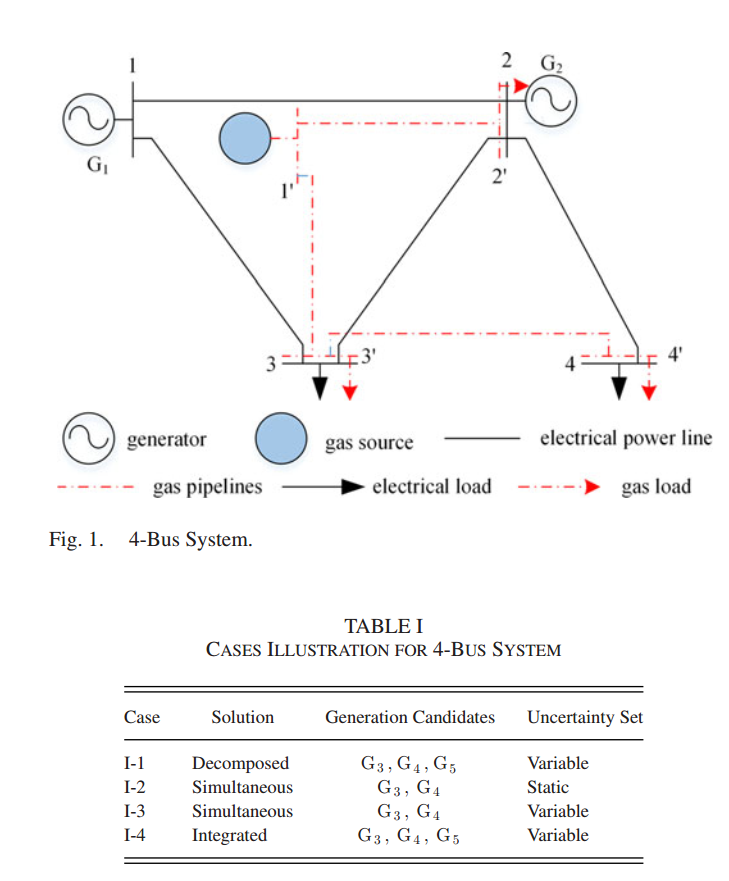 1
2
G₂
G₁
1'
2'
3
3'
4
4'
generator
gas source
electrical power line
gas pipelines
electrical load
gas load
Fig. 1. 4-Bus System.
TABLE I
CASES ILLUSTRATION FOR 4-BUS SYSTEM
Case Solution Generation Candidates Uncertainty Set
I-1 Decomposed G₃, G₄, G₅ Variable
I-2 Simultaneous G₃, G₄ Static
I-3 Simultaneous G₃, G₄ Variable
I-4 Integrated G₃, G₄, G₅ Variable